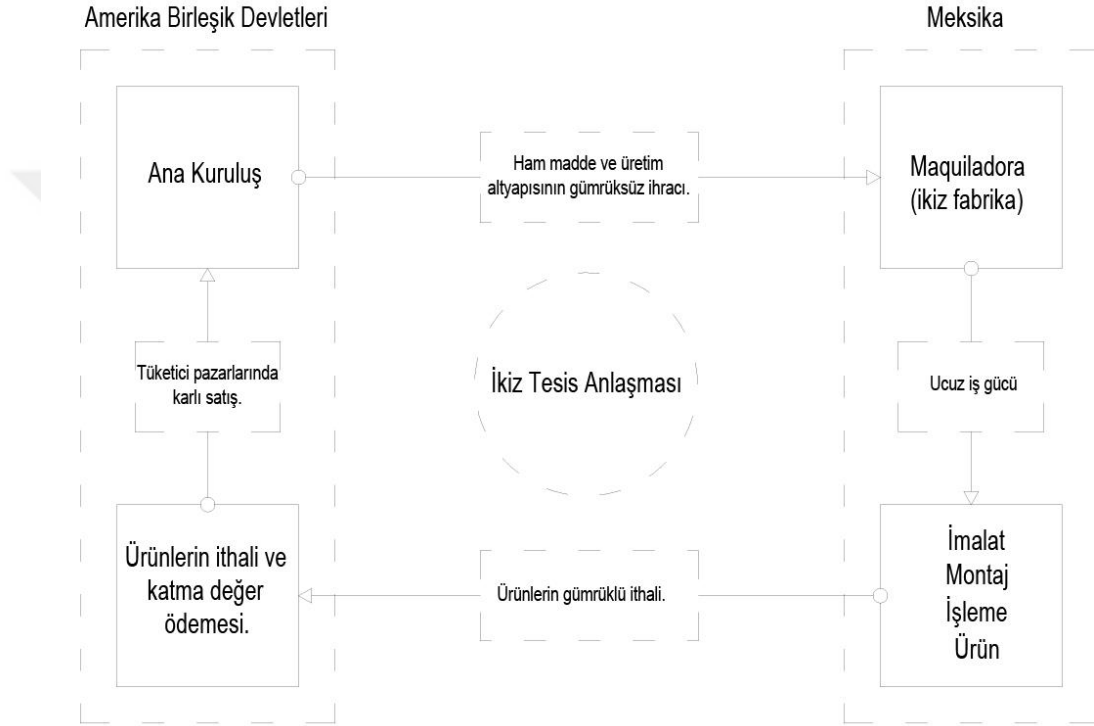 Amerika Birleşik Devletleri
Meksika
Ana Kuruluş
Ham madde ve üretim
altyapısının gümrüksüz ihracı.
Maquiladora
(ikiz fabrika)
Tüketici pazarlarında
karlı satış.
İkiz Tesis Anlaşması
Ucuz iş gücü
Ürünlerin ithali ve
katma değer
ödemesi.
Ürünlerin gümrüklü ithali.
İmalat
Montaj
İşleme
Ürün